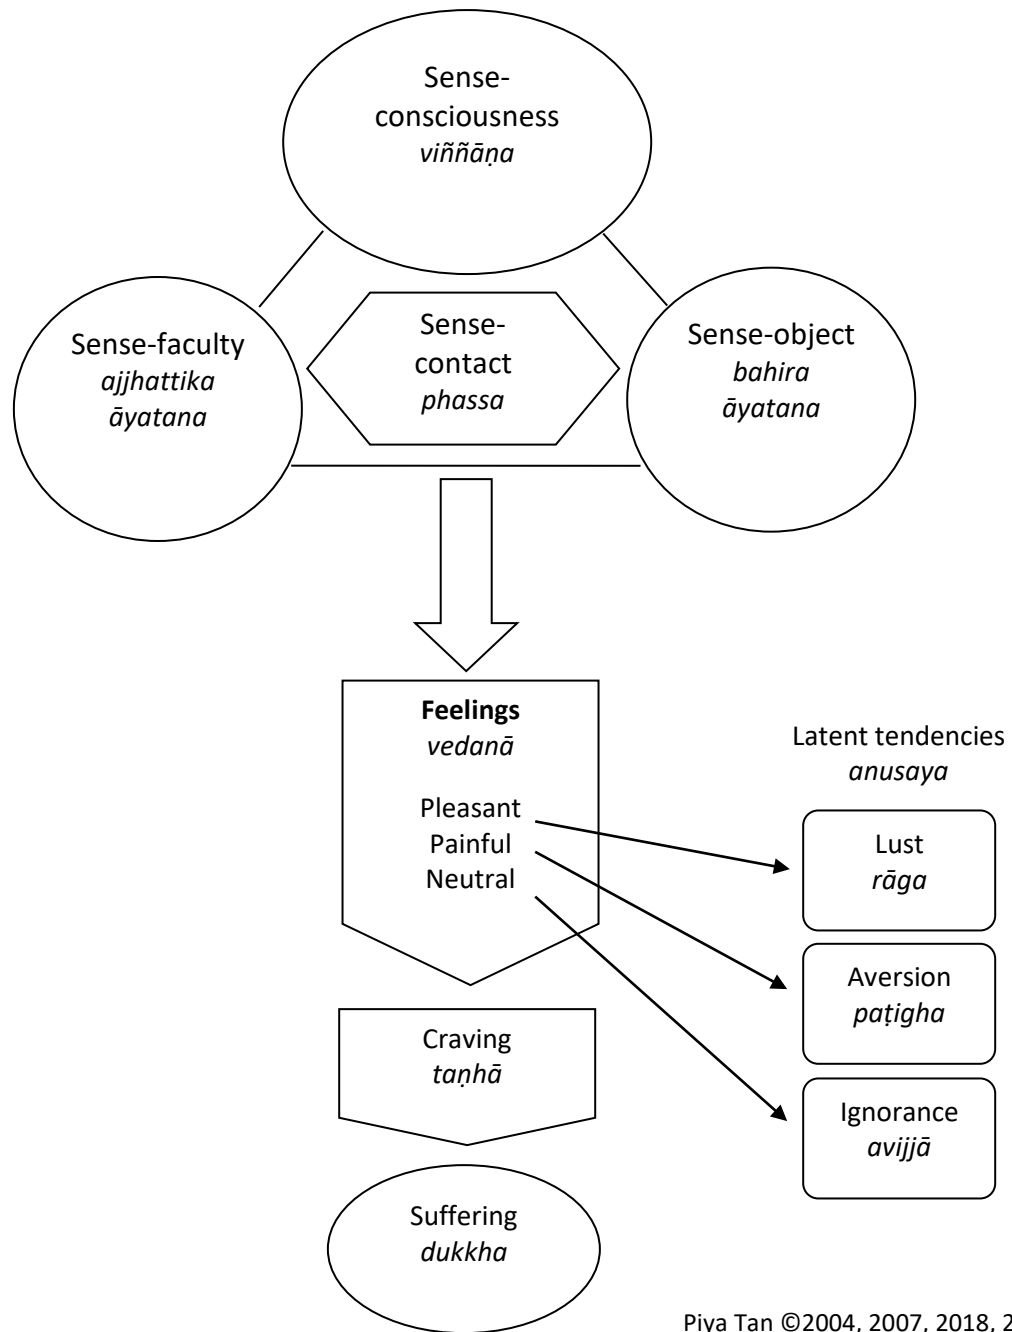 Sense-
consciousness
viññāṇa
Sense-faculty
ajjhattika
āyatana
Sense-
contact
phassa
Sense-object
bahira
āyatana
Feelings
vedanā
Pleasant
Painful
Neutral
Latent tendencies
anusaya
Lust
rāga
Aversion
paṭigha
Ignorance
avijjā
Craving
taṇhā
Suffering
dukkha
Piya Tan ©2004, 2007, 2018, 2